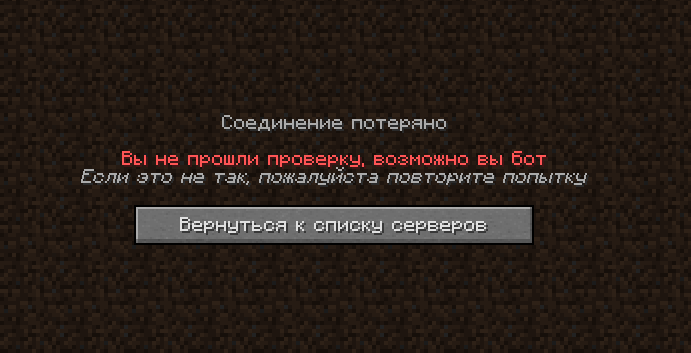 Соединение потеряно
Вы не прошли проверку, возможно вы бот
Если это не так, пожалуйста повторите попытку
Вернуться к списку серверов